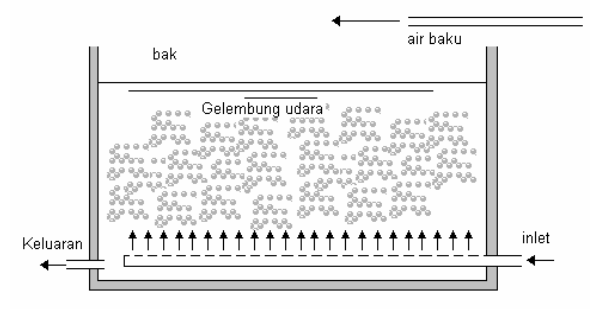 air baku
bak
Gelembung udara
Keluaran
inlet